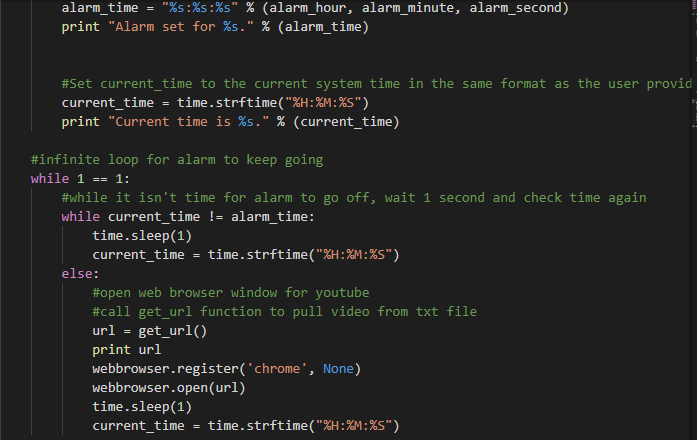 alarm_time = "%s:%s:%s" % (alarm_hour, alarm_minute, alarm_second)
print "Alarm set for %s." % (alarm_time)
#Set current_time to the current system time in the same format as the user provid
current_time = time.strftime("%H:%M:%S")
print "Current time is %s." % (current_time)
#infinite loop for alarm to keep going
while 1 == 1:
#while it isn't time for alarm to go off, wait 1 second and check time again
while current_time != alarm_time:
time.sleep(1)
current_time = time.strftime("%H:%M:%S")
else:
#open web browser window for youtube
#call get_url function to pull video from txt file
url = get_url()
print url
webbrowser.register('chrome', None)
webbrowser.open(url)
time.sleep(1)
current_time = time.strftime("%H:%M:%S")